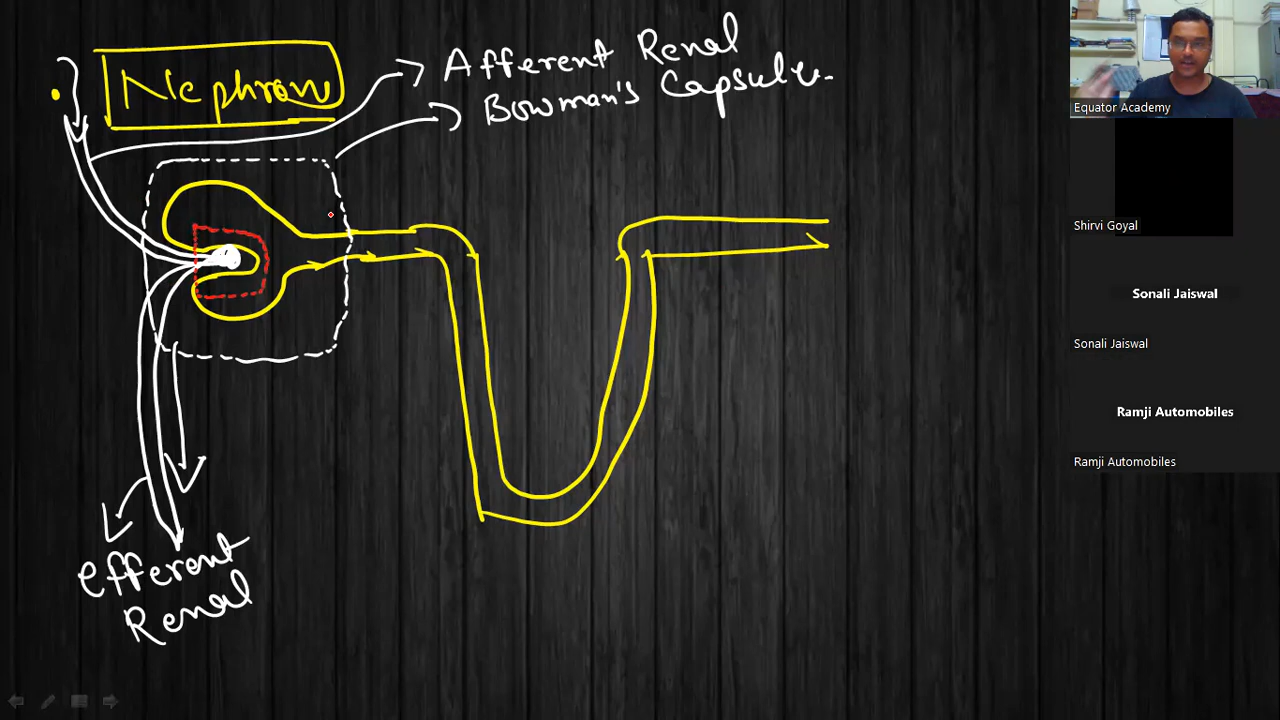 Nephron
Afferent Renal
Bowman's Capsule.
efferent
Renal
Equator Academy
Shirvi Goyal
Sonali Jaiswal
Sonali Jaiswal
Ramji Automobiles
Ramji Automobiles